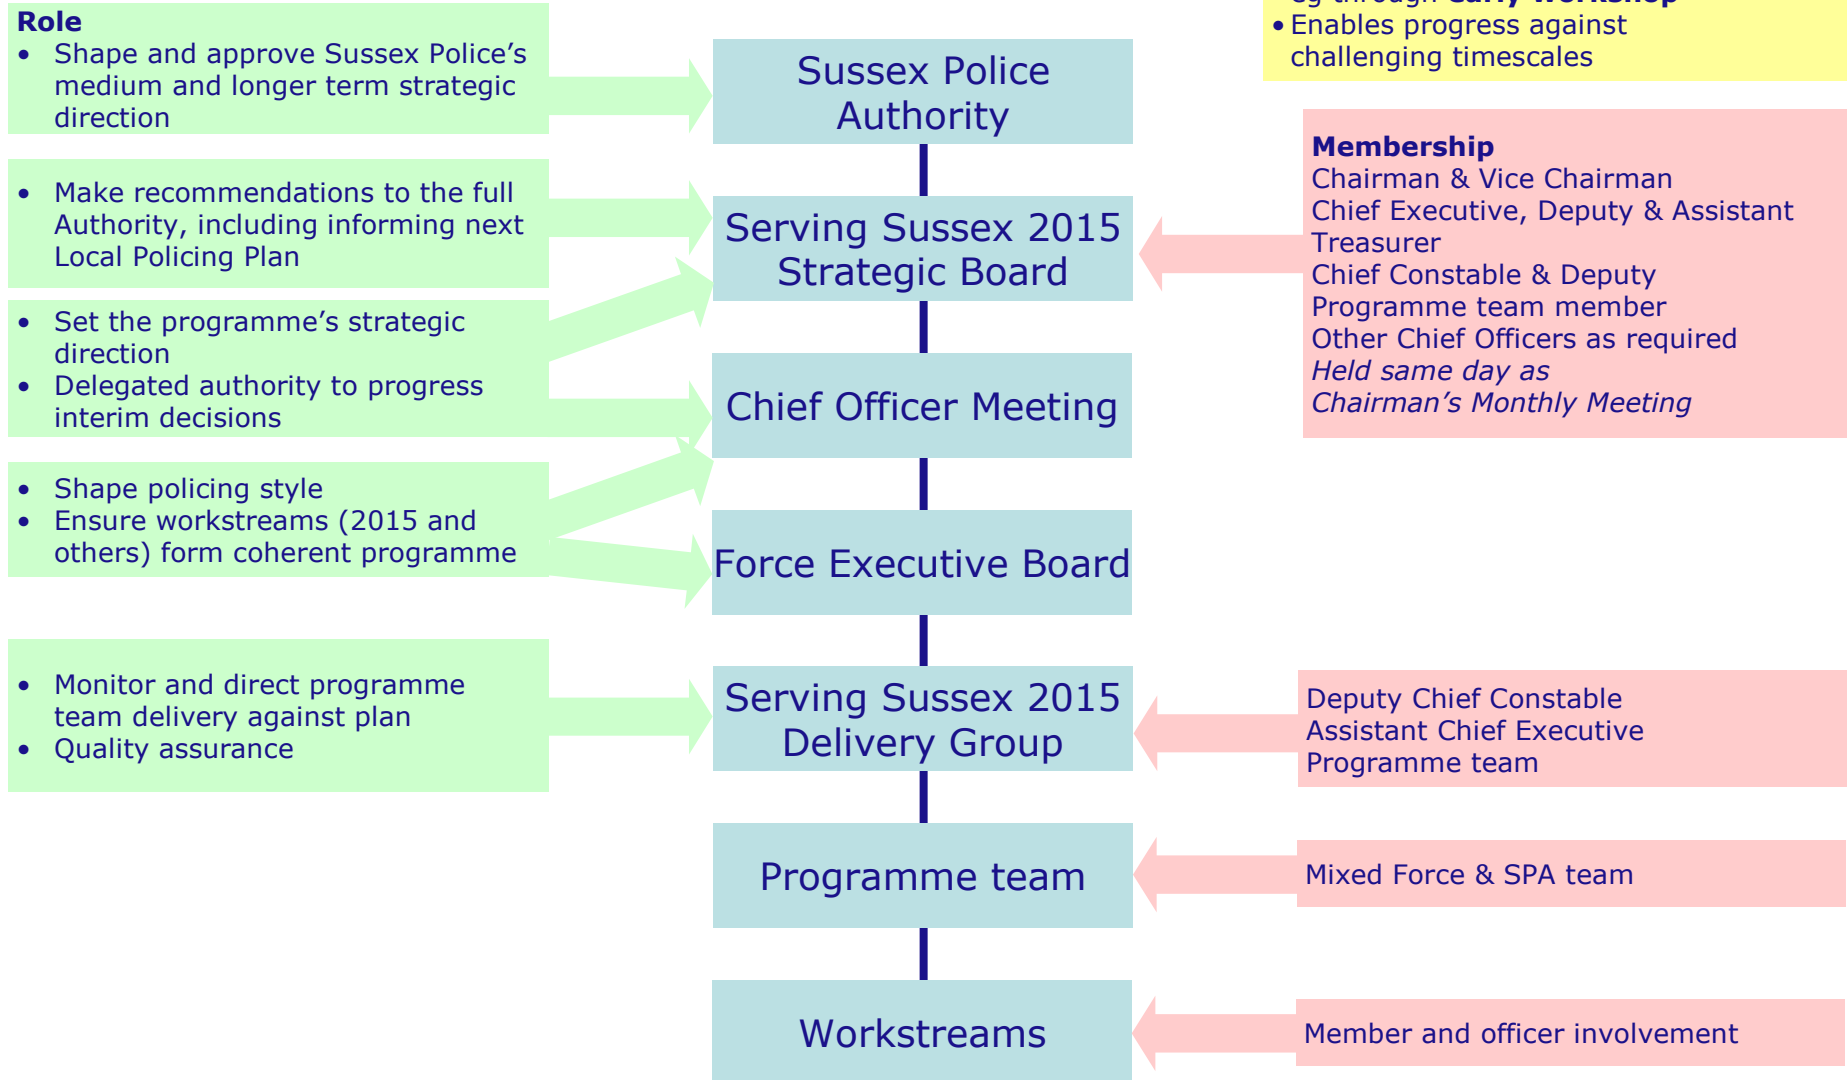 Role
• Shape and approve Sussex Police’s
medium and longer term strategic
direction
• Make recommendations to the full
Authority, including informing next
Local Policing Plan
• Set the programme’s strategic
direction
• Delegated authority to progress
interim decisions
• Shape policing style
• Ensure workstreams (2015 and
others) form coherent programme
• Monitor and direct programme
team delivery against plan
• Quality assurance
Sussex Police
Authority
Serving Sussex 2015
Strategic Board
Chief Officer Meeting
Force Executive Board
Serving Sussex 2015
Delivery Group
Programme team
Workstreams
eg through early workshop
• Enables progress against
challenging timescales
Membership
Chairman & Vice Chairman
Chief Executive, Deputy & Assistant
Treasurer
Chief Constable & Deputy
Programme team member
Other Chief Officers as required
Held same day as
Chairman’s Monthly Meeting
Deputy Chief Constable
Assistant Chief Executive
Programme team
Mixed Force & SPA team
Member and officer involvement